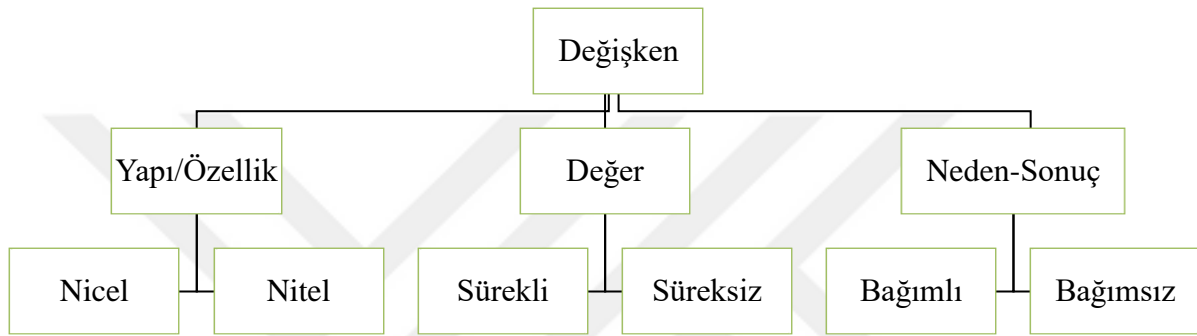 Değişken
Yapı/Özellik
Değer
Neden-Sonuç
Nicel
Nitel
Sürekli
Süreksiz
Bağımlı
Bağımsız